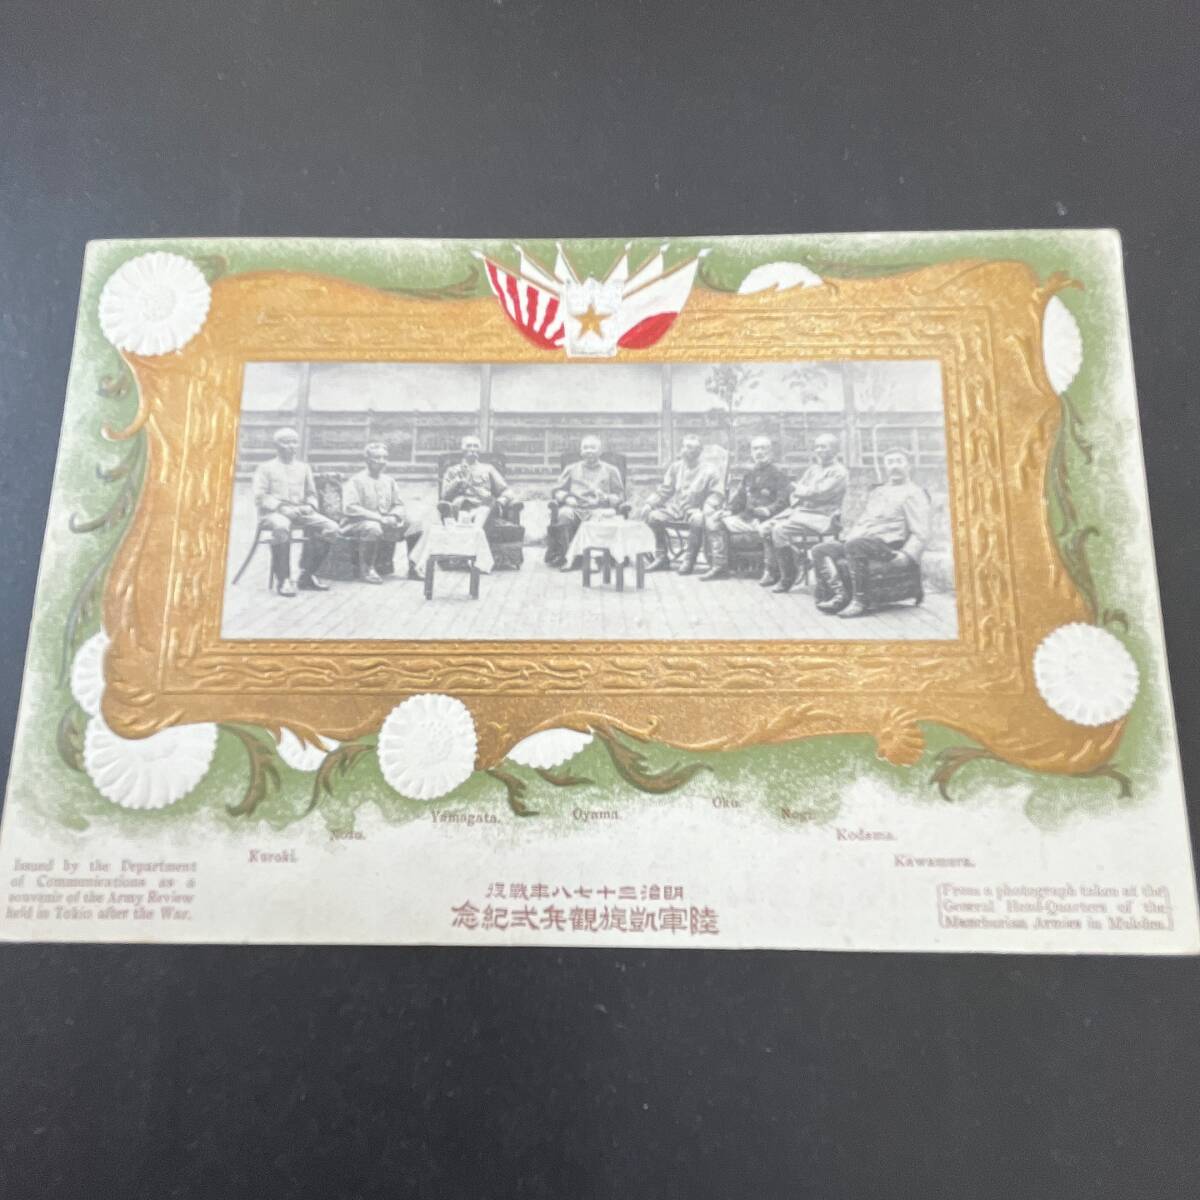 Kuroki.
Nodu.
Yamagata.
Oyama.
Oku.
Nogi.
Kodama.
Kawamura.
Issued by the Department
of Communications as a
souvenir of the Army Review
held in Tokio after the War.
明治三十七八年戰役
陸軍凱旋觀兵式紀念
From a photograph taken at the
General Head-Quarters of the
Manchurian Armies in Mukden.